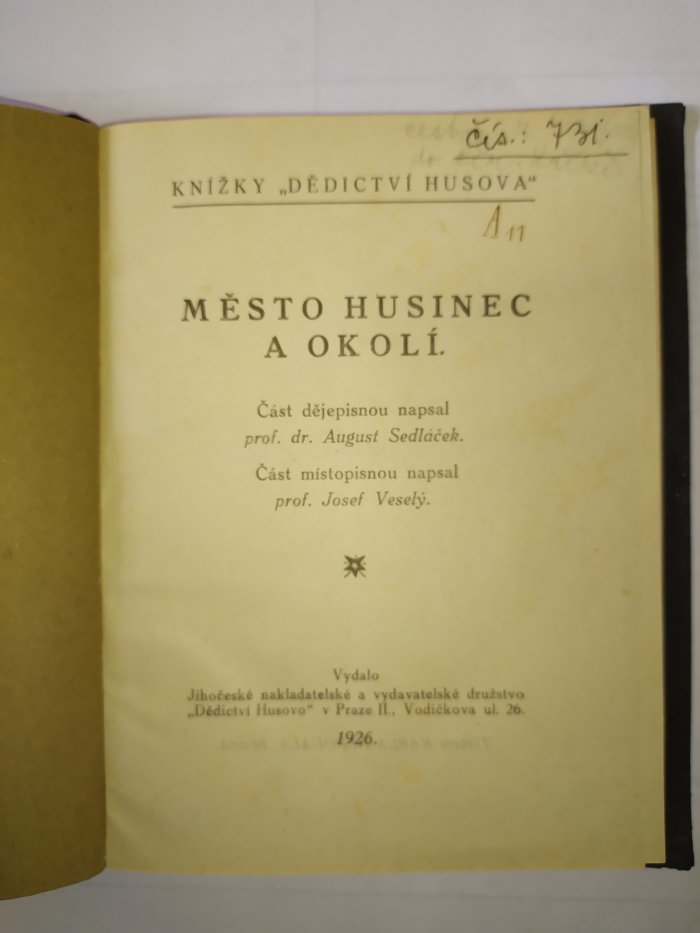 čís.: 731.
KNÍŽKY „DĚDICTVÍ HUSOVA“
A 11
MĚSTO HUSINEC
A OKOLÍ.
Část dějepisnou napsal
prof. dr. August Sedláček.
Část místopisnou napsal
prof. Josef Veselý.
Vydalo
Jihočeské nakladatelské a vydavatelské družstvo
„Dědictví Husovo“ v Praze II., Vodičkova ul. 26.
1926.